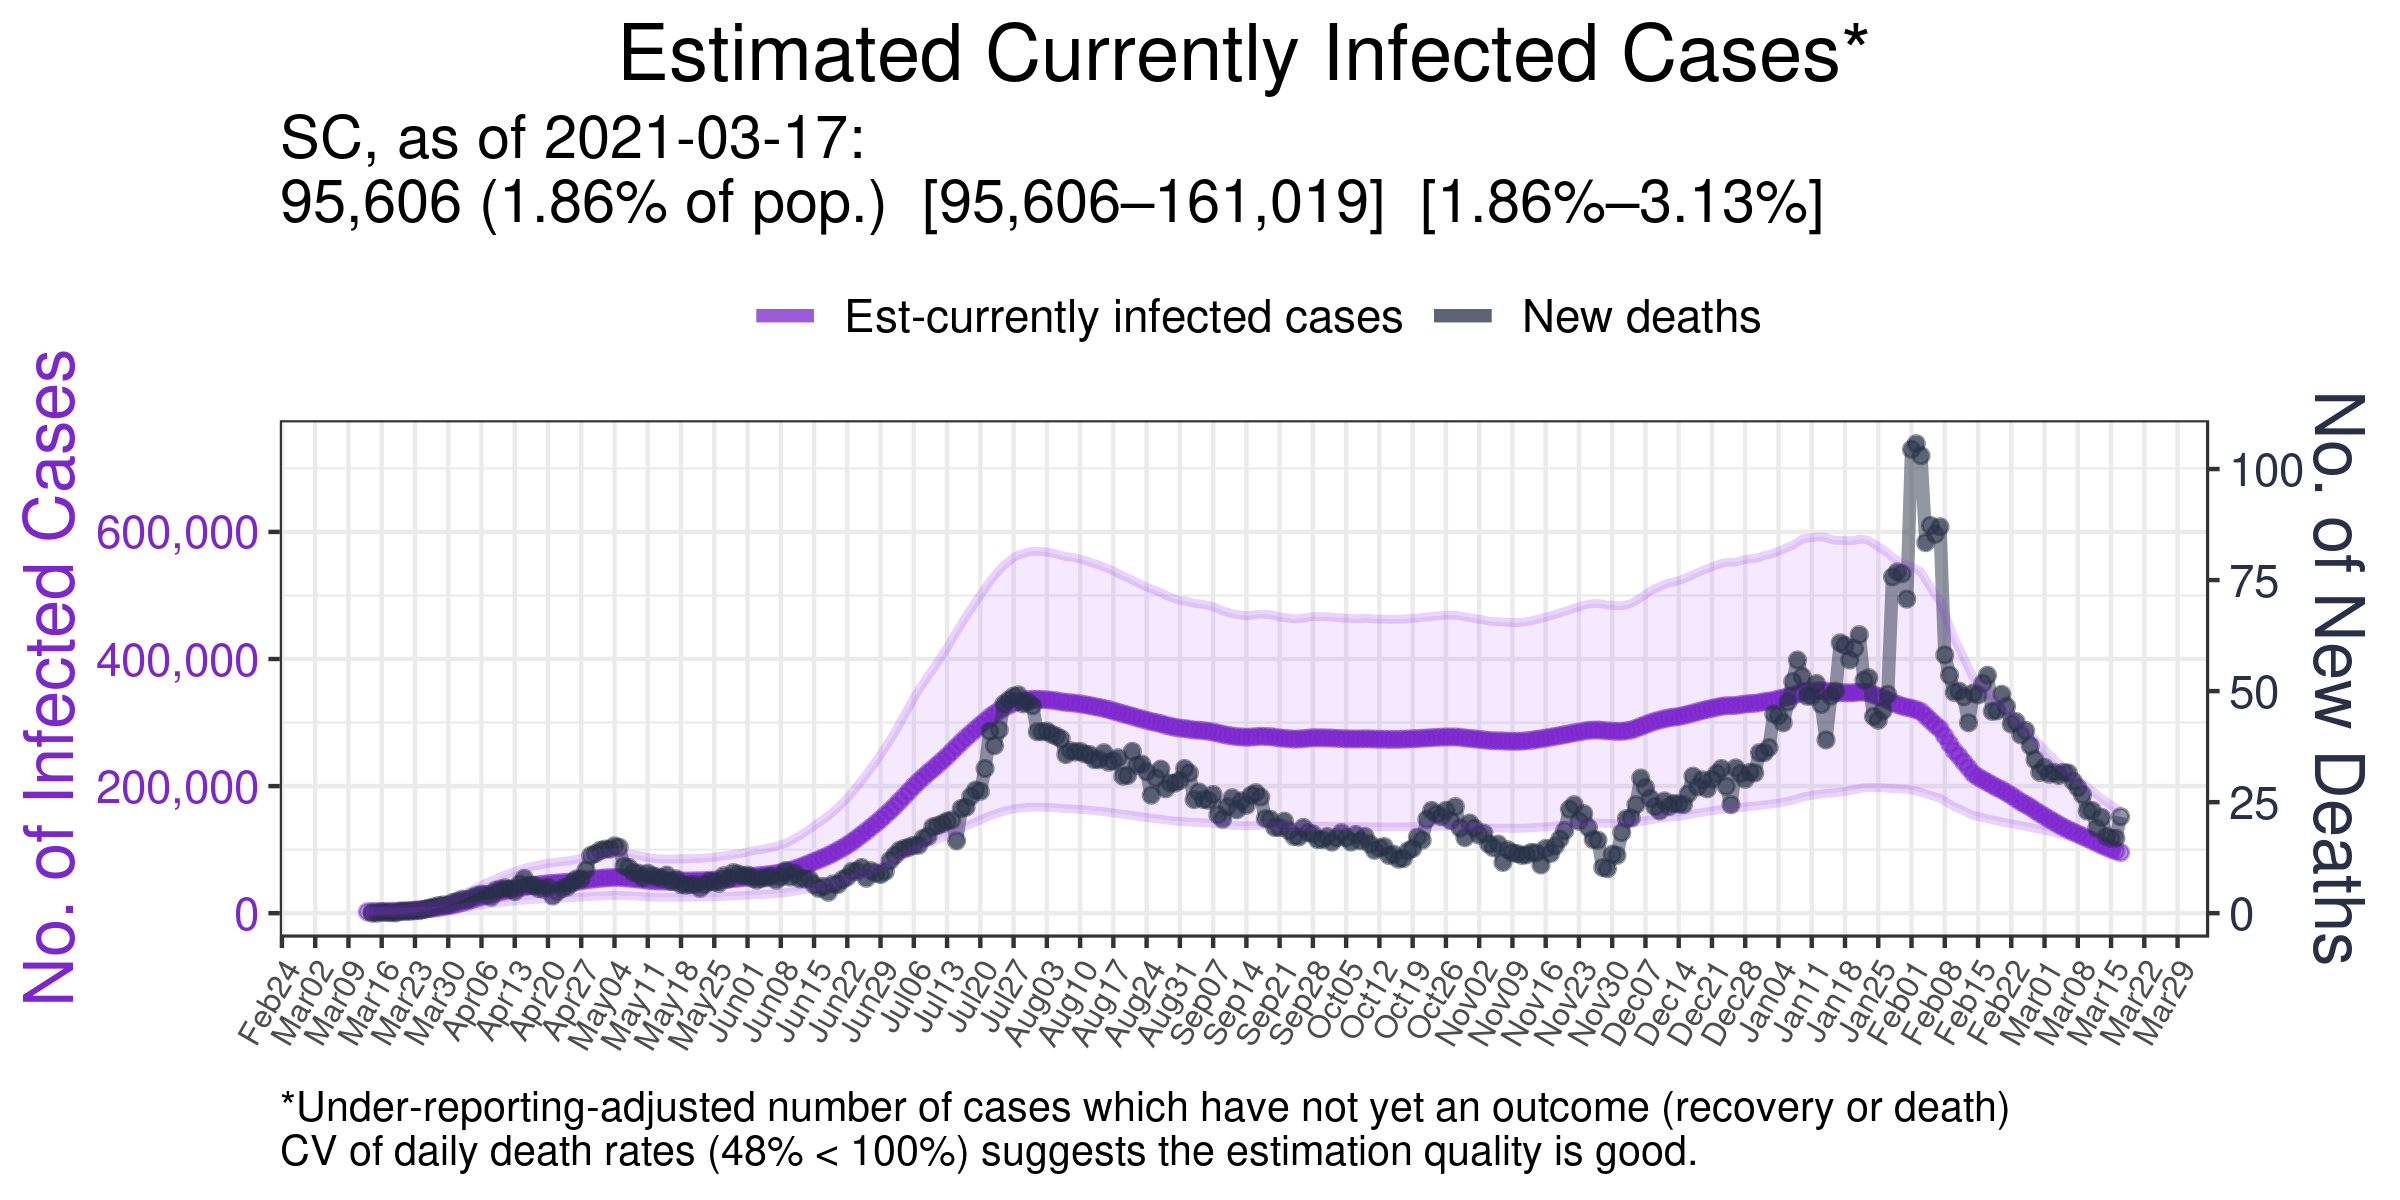 Estimated Currently Infected Cases*
SC, as of 2021-03-17:
95,606 (1.86% of pop.)  [95,606–161,019]  [1.86%–3.13%]
Est-currently infected cases
New deaths
No. of Infected Cases
600,000
400,000
200,000
0
100
75
50
25
0
No. of New Deaths
Feb24
Mar02
Mar09
Mar16
Mar23
Mar30
Apr06
Apr13
Apr20
Apr27
May04
May11
May18
May25
Jun01
Jun08
Jun15
Jun22
Jun29
Jul06
Jul13
Jul20
Jul27
Aug03
Aug10
Aug17
Aug24
Aug31
Sep07
Sep14
Sep21
Sep28
Oct05
Oct12
Oct19
Oct26
Nov02
Nov09
Nov16
Nov23
Nov30
Dec07
Dec14
Dec21
Dec28
Jan04
Jan11
Jan18
Jan25
Feb01
Feb08
Feb15
Feb22
Mar01
Mar08
Mar15
Mar22
Mar29
*Under-reporting-adjusted number of cases which have not yet an outcome (recovery or death)
CV of daily death rates (48% < 100%) suggests the estimation quality is good.